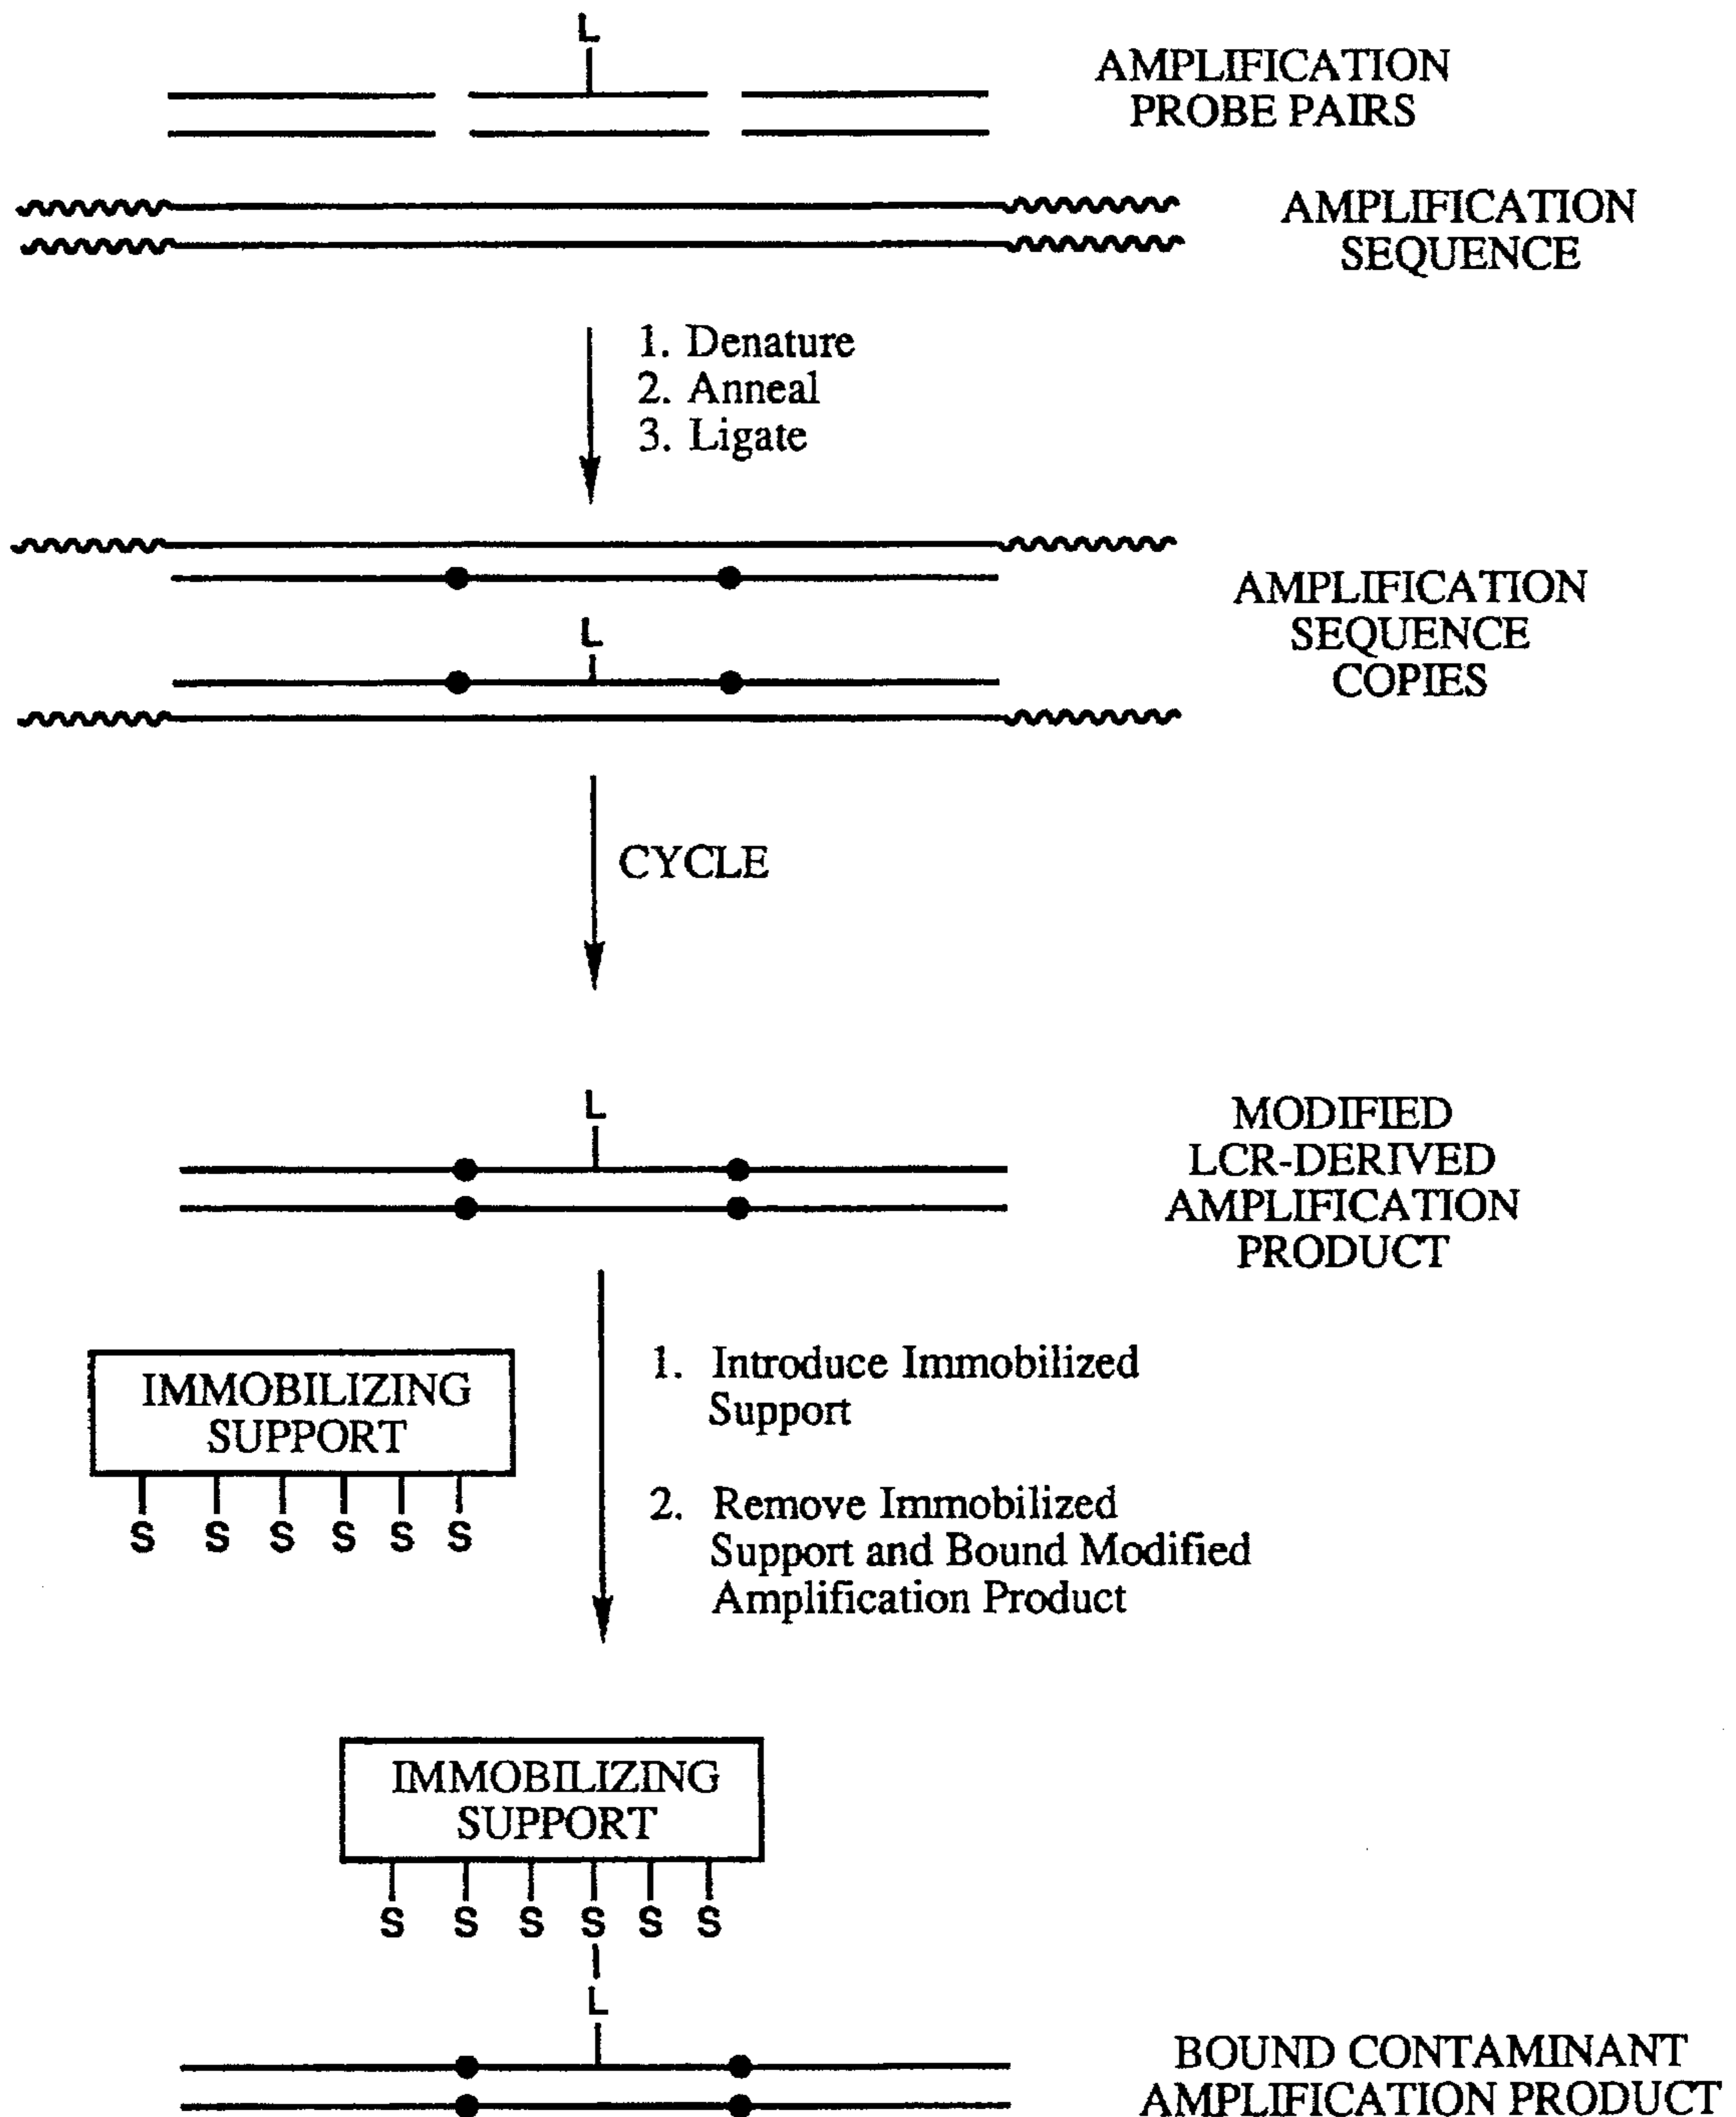 L
AMPLIFICATION
PROBE PAIRS
AMPLIFICATION
SEQUENCE
1. Denature
2. Anneal
3. Ligate
AMPLIFICATION
SEQUENCE
COPIES
L
CYCLE
L
MODIFIED
LCR-DERIVED
AMPLIFICATION
PRODUCT
IMMOBILIZING
SUPPORT
S S S S S S
1. Introduce Immobilized
Support
2. Remove Immobilized
Support and Bound Modified
Amplification Product
IMMOBILIZING
SUPPORT
S S S S S S
L
BOUND CONTAMINANT
AMPLIFICATION PRODUCT